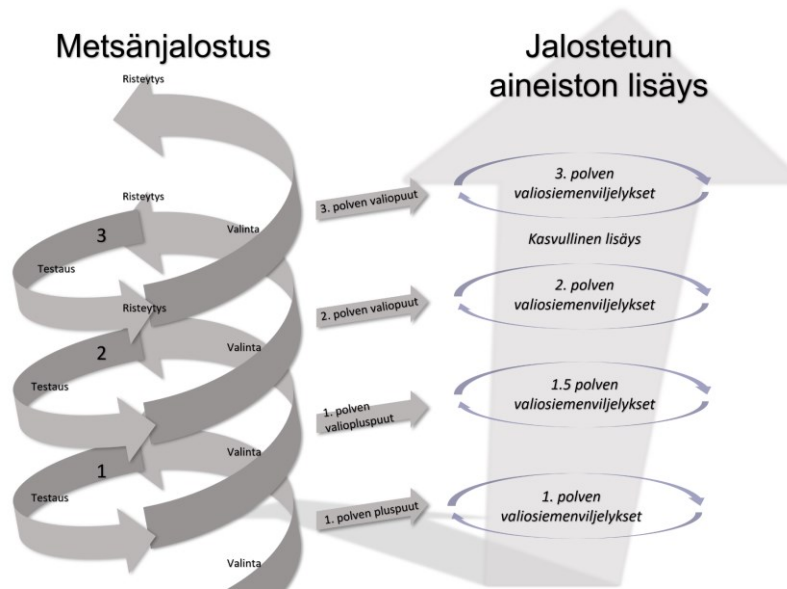 Metsänjalostus
Jalostetun
aineiston lisäys
Risteytys
3. polven
valiosiemenviljelykset
3. polven valiopuut
Risteytys
3
Valinta
Kasvullinen lisäys
Testaus
Risteytys
2. polven valiopuut
2. polven
valiosiemenviljelykset
2
Valinta
Testaus
1. polven
valiopluspuut
1.5 polven
valiosiemenviljelykset
1
Valinta
Testaus
1. polven pluspuut
1. polven
valiosiemenviljelykset
Valinta